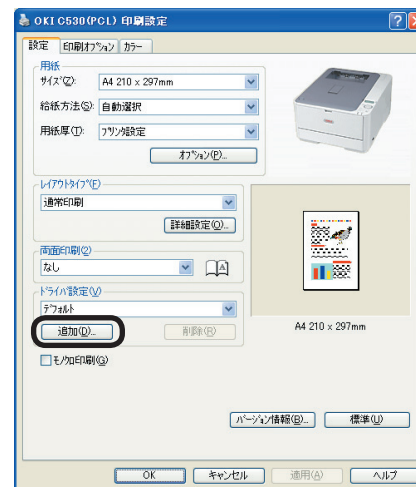 OKI C530(PCL) 印刷設定
設定 印刷オプション カラー
用紙
サイズ(Z): A4 210 x 297mm
給紙方法(S): 自動選択
用紙厚(T): プリンタ設定
オプション(P)...
レイアウトタイプ(E)
通常印刷
詳細設定(O)...
両面印刷(2)
なし
A
ドライバ設定(V)
デフォルト
追加(D)... 削除(R)
A4 210 x 297mm
モノクロ印刷(G)
バージョン情報(B)... 標準(U)
OK キャンセル 適用(A) ヘルプ